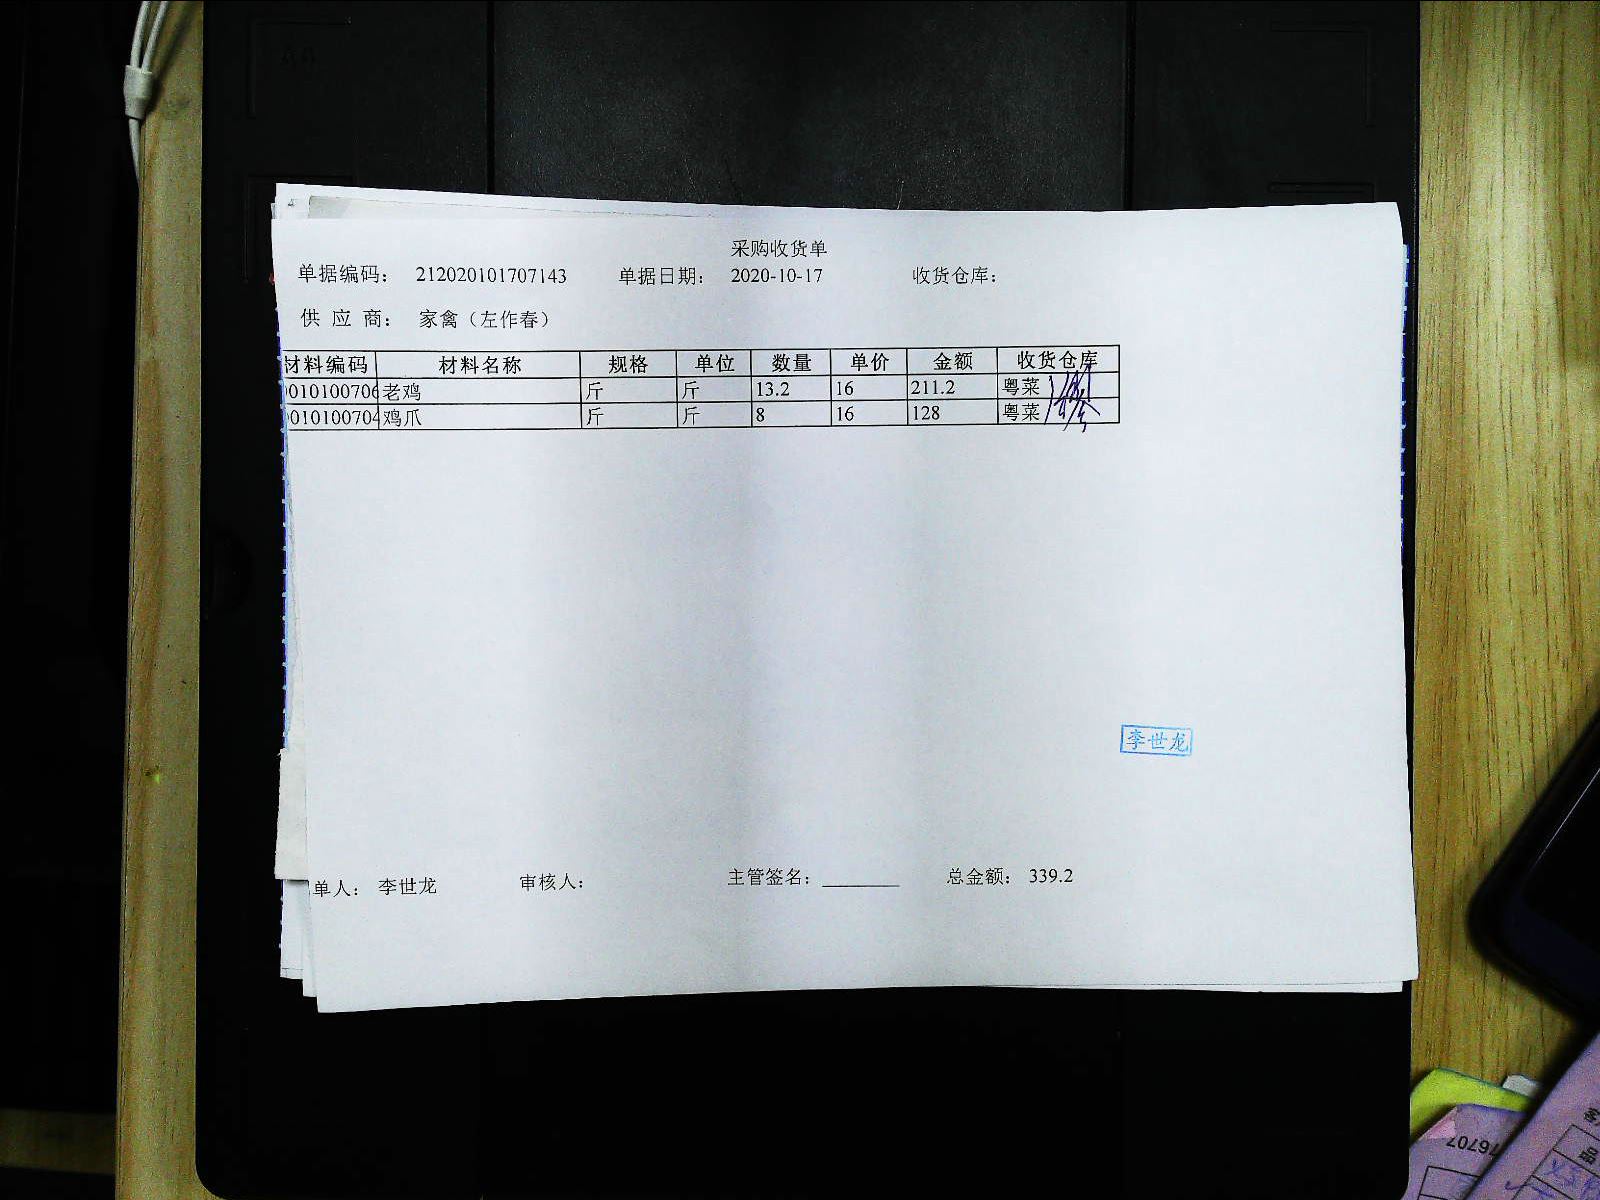 采购收货单
单据编码： 212020101707143 单据日期： 2020-10-17 收货仓库：
供 应 商： 家禽（左作春）
材料编码 材料名称 规格 单位 数量 单价 金额 收货仓库
0010100706 老鸡 斤 斤 13.2 16 211.2 粤菜
0010100704 鸡爪 斤 斤 8 16 128 粤菜
李世龙
单人： 李世龙 审核人： 主管签名： 总金额： 339.2
76707